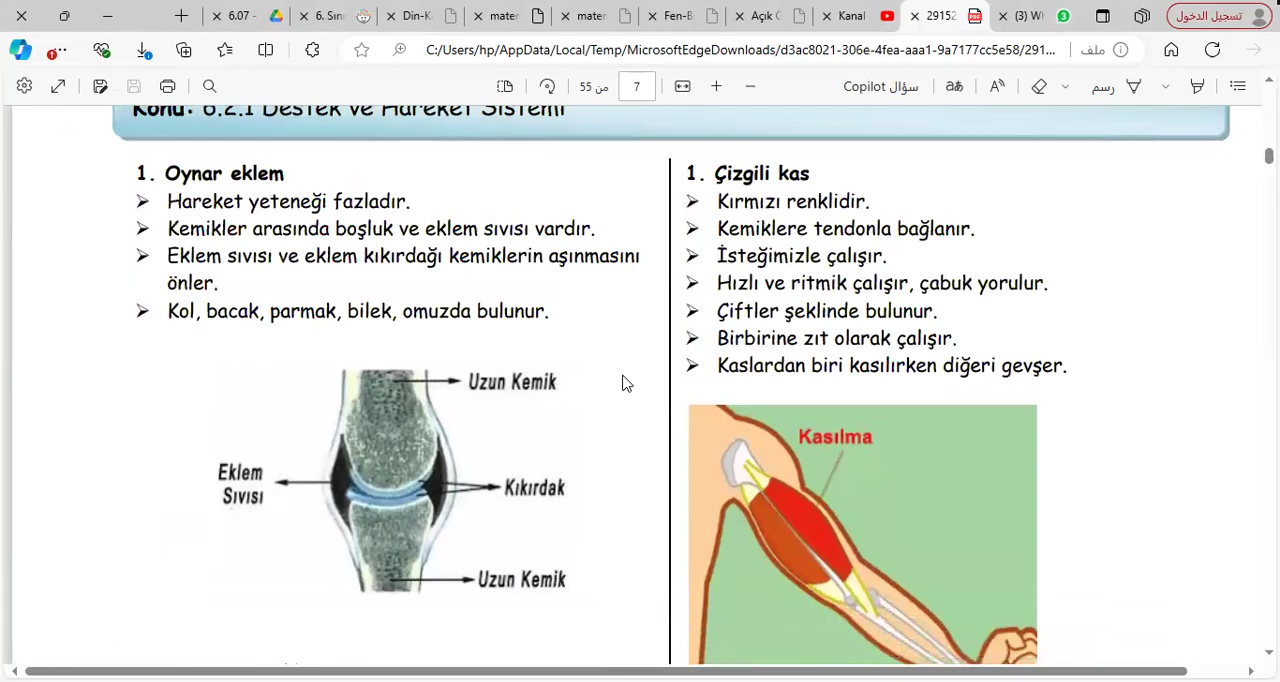 6.07 -
6. Sını
Din-K
mater
mater
Fen-B
Açık Ö
Kanal
29152
(3) Wh
تسجيل الدخول
C:/Users/hp/AppData/Local/Temp/MicrosoftEdgeDownloads/d3ac8021-306e-4fea-aaa1-9a7177cc5e58/291...
ملف
من 55
7
سؤال Copilot
رسم
Konu: 6.2.1 Destek ve Hareket Sistemi
1. Oynar eklem
➢ Hareket yeteneği fazladır.
➢ Kemikler arasında boşluk ve eklem sıvısı vardır.
➢ Eklem sıvısı ve eklem kıkırdağı kemiklerin aşınmasını
önler.
➢ Kol, bacak, parmak, bilek, omuzda bulunur.
Uzun Kemik
Eklem
Sıvısı
Kıkırdak
Uzun Kemik
1. Çizgili kas
➢ Kırmızı renklidir.
➢ Kemiklere tendonla bağlanır.
➢ İsteğimizle çalışır.
➢ Hızlı ve ritmik çalışır, çabuk yorulur.
➢ Çiftler şeklinde bulunur.
➢ Birbirine zıt olarak çalışır.
➢ Kaslardan biri kasılırken diğeri gevşer.
Kasılma